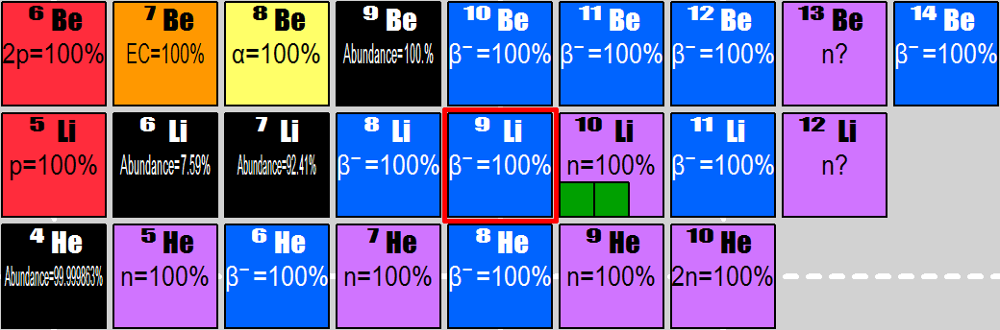 6 Be 7 Be 8 Be 9 Be 10 Be 11 Be 12 Be 13 Be 14 Be
2p=100% EC=100% α=100% Abundance=100.% β⁻=100% β⁻=100% β⁻=100% n? β⁻=100%
5 Li 6 Li 7 Li 8 Li 9 Li 10 Li 11 Li 12 Li
p=100% Abundance=7.59% Abundance=92.41% β⁻=100% β⁻=100% n=100% β⁻=100% n?
4 He 5 He 6 He 7 He 8 He 9 He 10 He
Abundance=99.999863% n=100% β⁻=100% n=100% β⁻=100% n=100% 2n=100%